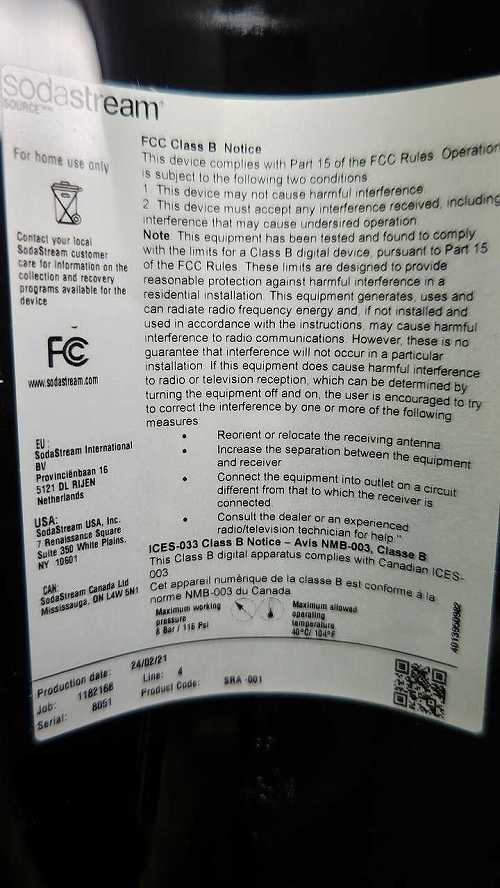 sodastream
SOURCE
For home use only
Contact your local
SodaStream customer
care for information on the
collection and recovery
programs available for the
device
FC
www.sodastream.com
EU :
SodaStream International
BV
Provinciënbaan 16
5121 DL RIJEN
Netherlands
USA:
SodaStream USA, Inc.
7 Renaissance Square
Suite 350 White Plains,
NY 10601
CAN:
SodaStream Canada Ltd
Mississauga, ON L4W 5N1
FCC Class B Notice
This device complies with Part 15 of the FCC Rules Operation
is subject to the following two conditions
1 This device may not cause harmful interference
2 This device must accept any interference received, including
interference that may cause undersired operation
Note This equipment has been tested and found to comply
with the limits for a Class B digital device, pursuant to Part 15
of the FCC Rules. These limits are designed to provide
reasonable protection against harmful interference in a
residential installation. This equipment generates, uses and
can radiate radio frequency energy and, if not installed and
used in accordance with the instructions, may cause harmful
interference to radio communications. However, these is no
guarantee that interference will not occur in a particular
installation. If this equipment does cause harmful interference
to radio or television reception, which can be determined by
turning the equipment off and on, the user is encouraged to try
to correct the interference by one or more of the following
measures
• Reorient or relocate the receiving antenna
• Increase the separation between the equipment
and receiver
• Connect the equipment into outlet on a circuit
different from that to which the receiver is
connected
• Consult the dealer or an experienced
radio/television technician for help."
ICES-033 Class B Notice – Avis NMB-003, Classe B
This Class B digital apparatus complies with Canadian ICES-
003
Cet appareil numérique de la classe B est conforme à la
norme NMB-003 du Canada
Maximum working
pressure
8 Bar / 116 Psi
Maximum allowed
operating
temperature
40°C/ 104°F
Production date: 24/02/21
Job: 1182168 Line: 4
Serial: 8051 Product Code: SRA -001